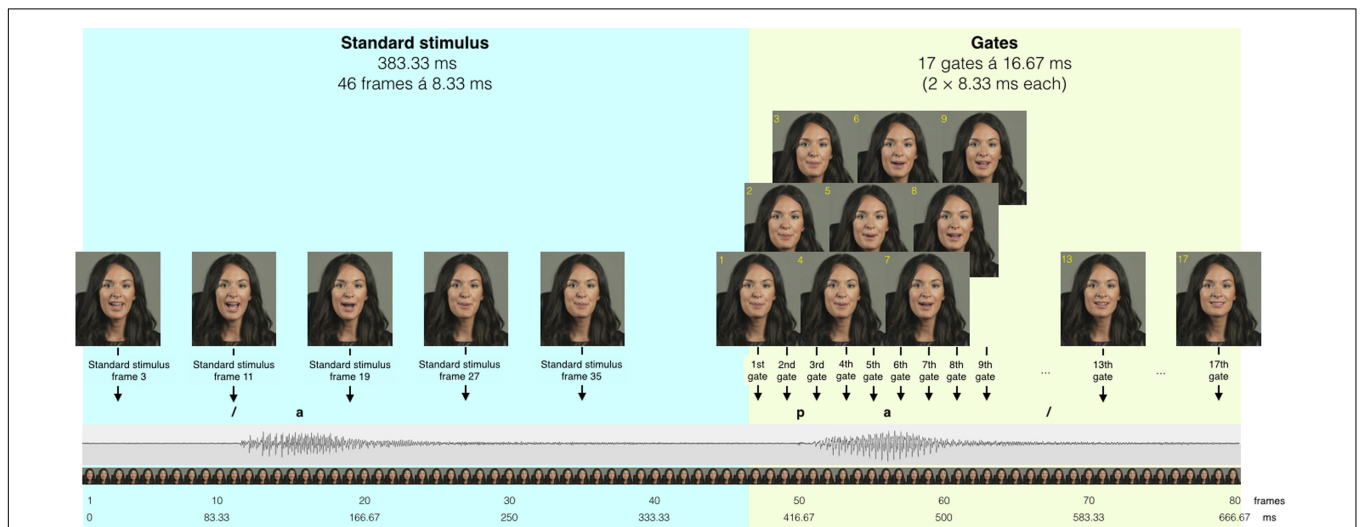 Standard stimulus
383.33 ms
46 frames á 8.33 ms
Gates
17 gates á 16.67 ms
(2 × 8.33 ms each)
3 6 9
2 5 8
1 4 7 13 17
Standard stimulus frame 3
Standard stimulus frame 11
Standard stimulus frame 19
Standard stimulus frame 27
Standard stimulus frame 35
1st gate
2nd gate
3rd gate
4th gate
5th gate
6th gate
7th gate
8th gate
9th gate
...
13th gate
...
17th gate
/ a p a /
1 10 20 30 40 50 60 70 80 frames
0 83.33 166.67 250 333.33 416.67 500 583.33 666.67 ms